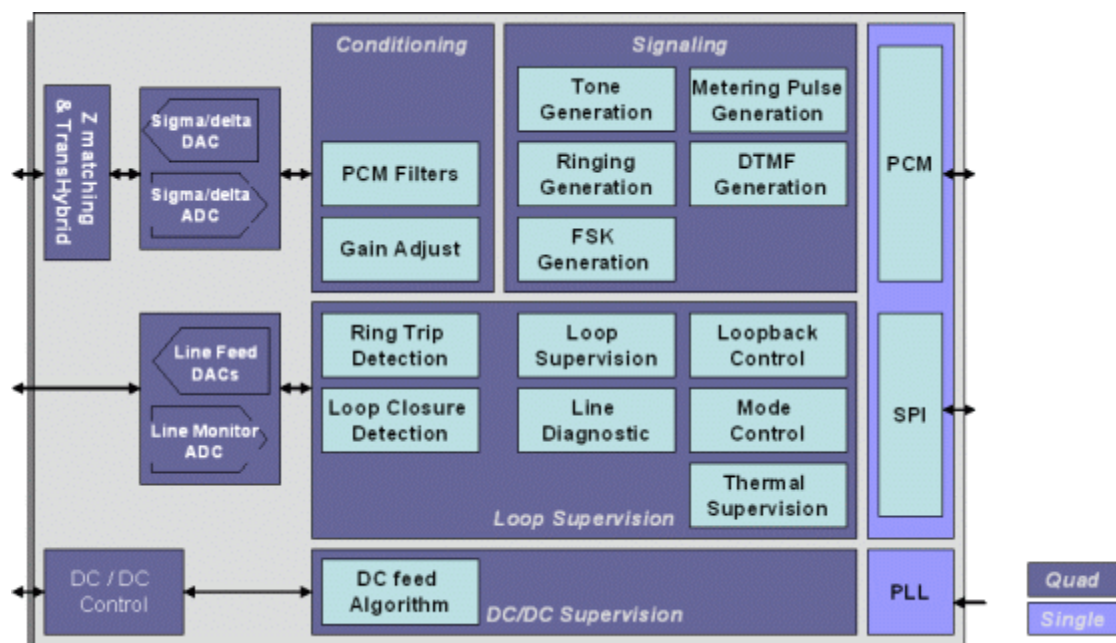 Conditioning
Signaling
Z matching
& TransHybrid
Sigma/delta
DAC
Sigma/delta
ADC
PCM Filters
Gain Adjust
Tone
Generation
Metering Pulse
Generation
Ringing
Generation
DTMF
Generation
FSK
Generation
PCM
Line Feed
DACs
Line Monitor
ADC
Ring Trip
Detection
Loop
Supervision
Loopback
Control
Loop Closure
Detection
Line
Diagnostic
Mode
Control
Thermal
Supervision
Loop Supervision
SPI
DC / DC
Control
DC feed
Algorithm
DC/DC Supervision
PLL
Quad
Single